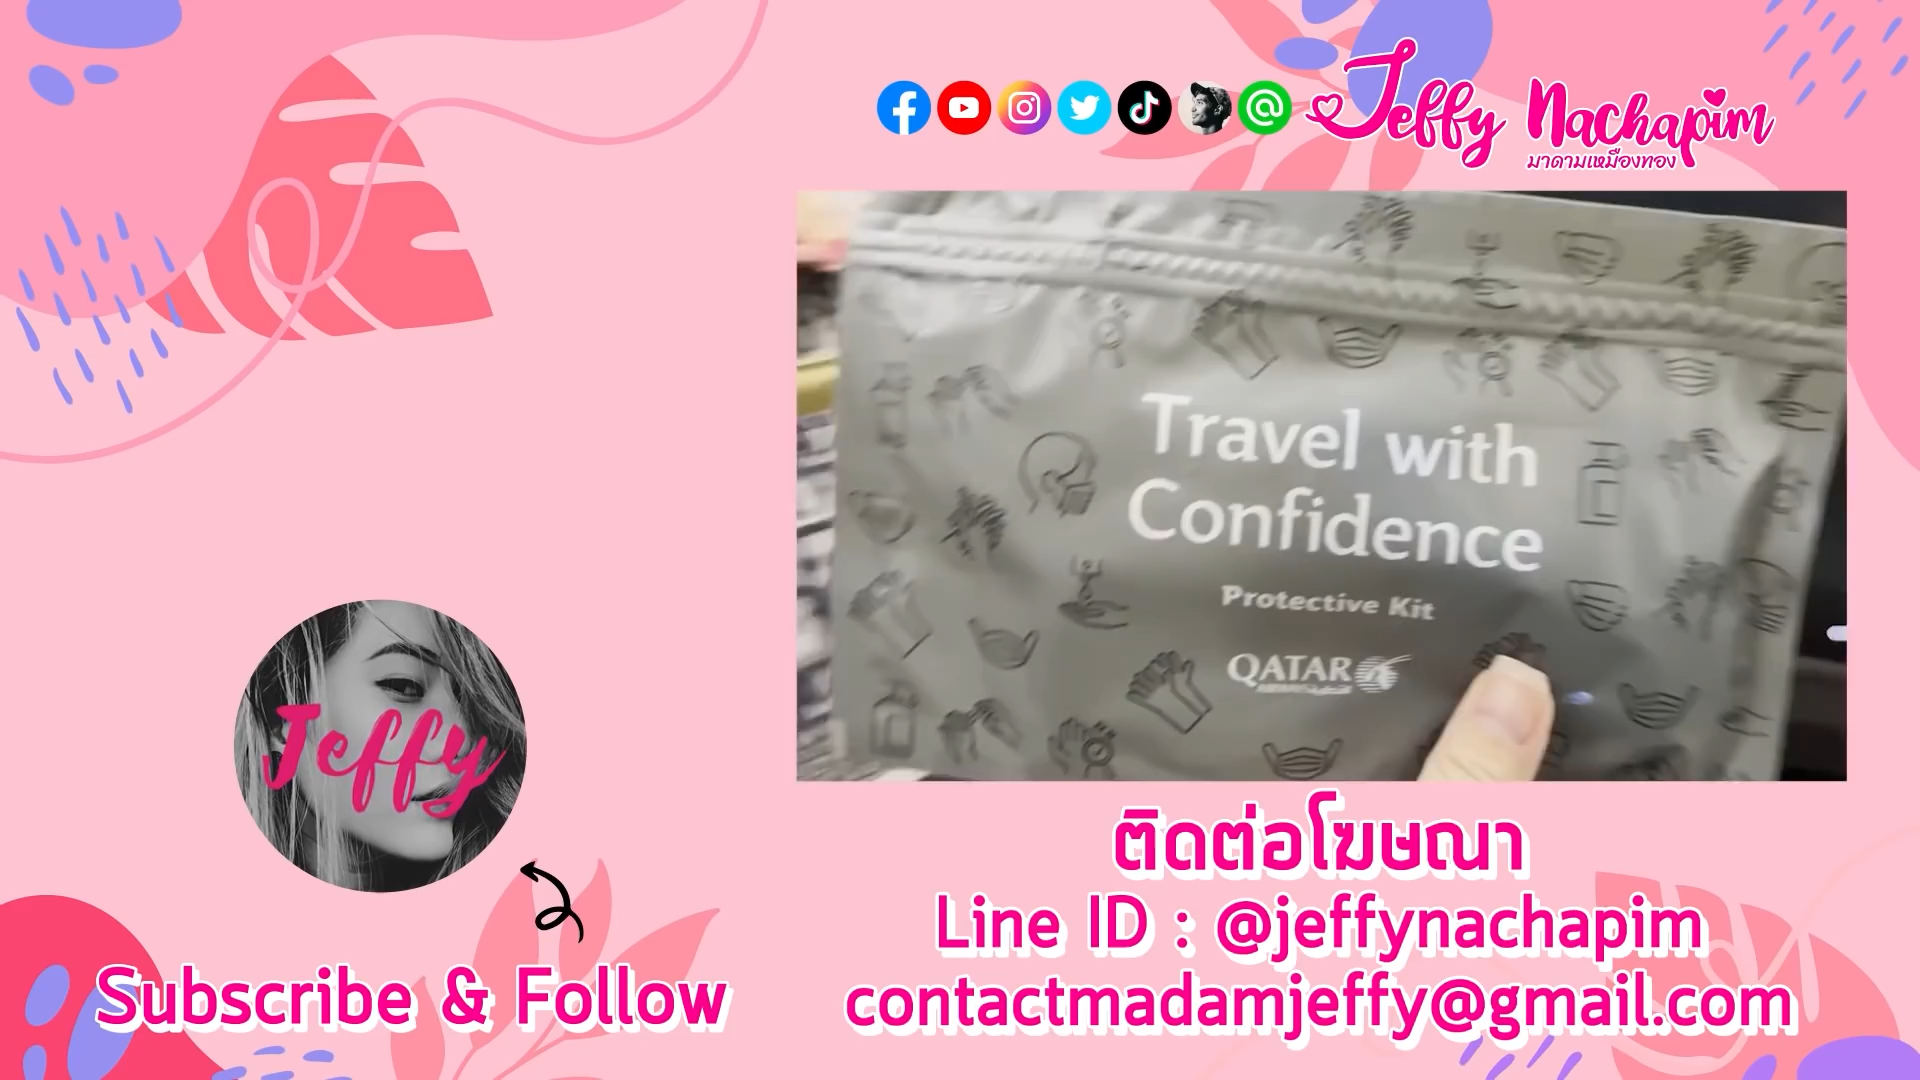 Jeffy Nachapim
มาดามเหมืองทอง
Travel with
Confidence
Protective Kit
QATAR
Jeffy
Subscribe & Follow
ติดต่อโฆษณา
Line ID : @jeffynachapim
contactmadamjeffy@gmail.com